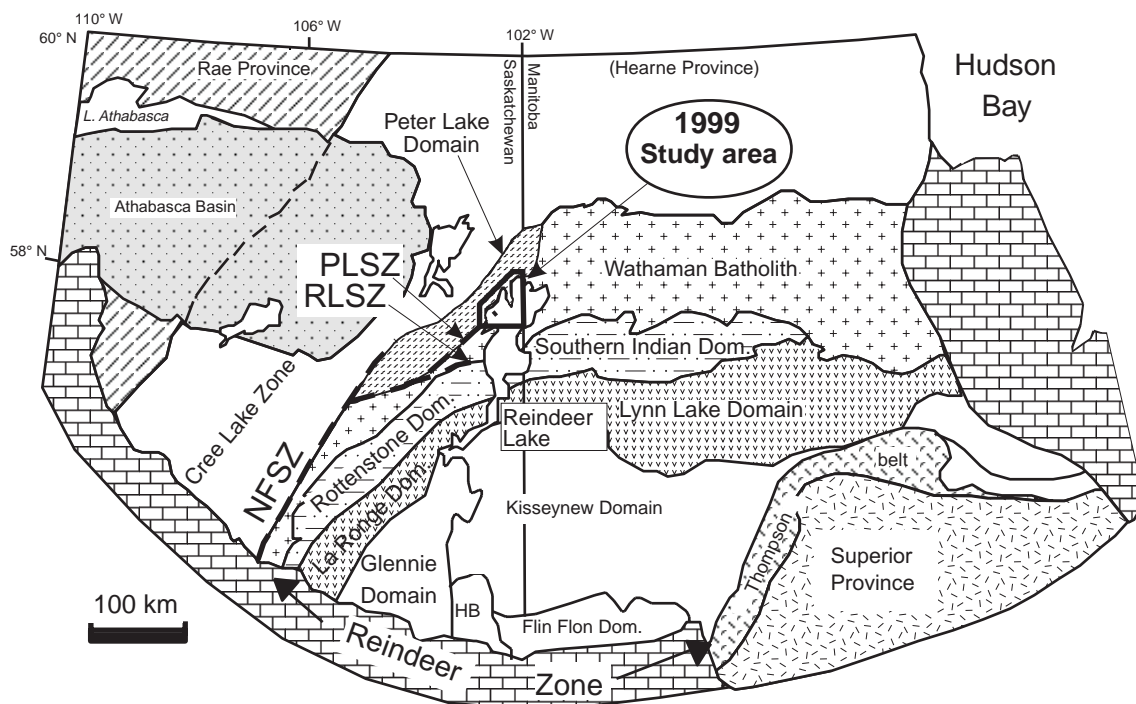 110° W
106° W
102° W
60° N
Rae Province
Manitoba
Saskatchewan
(Hearne Province)
Hudson
Bay
L. Athabasca
Peter Lake
Domain
1999
Study area
Athabasca Basin
58° N
PLSZ
RLSZ
Wathaman Batholith
Southern Indian Dom.
Cree Lake Zone
NFSZ
Rottenstone Dom.
La Ronge Dom.
Reindeer
Lake
Lynn Lake Domain
belt
Thompson
Kisseynew Domain
Superior
Province
Glennie
Domain
HB
Flin Flon Dom.
100 km
Reindeer
Zone